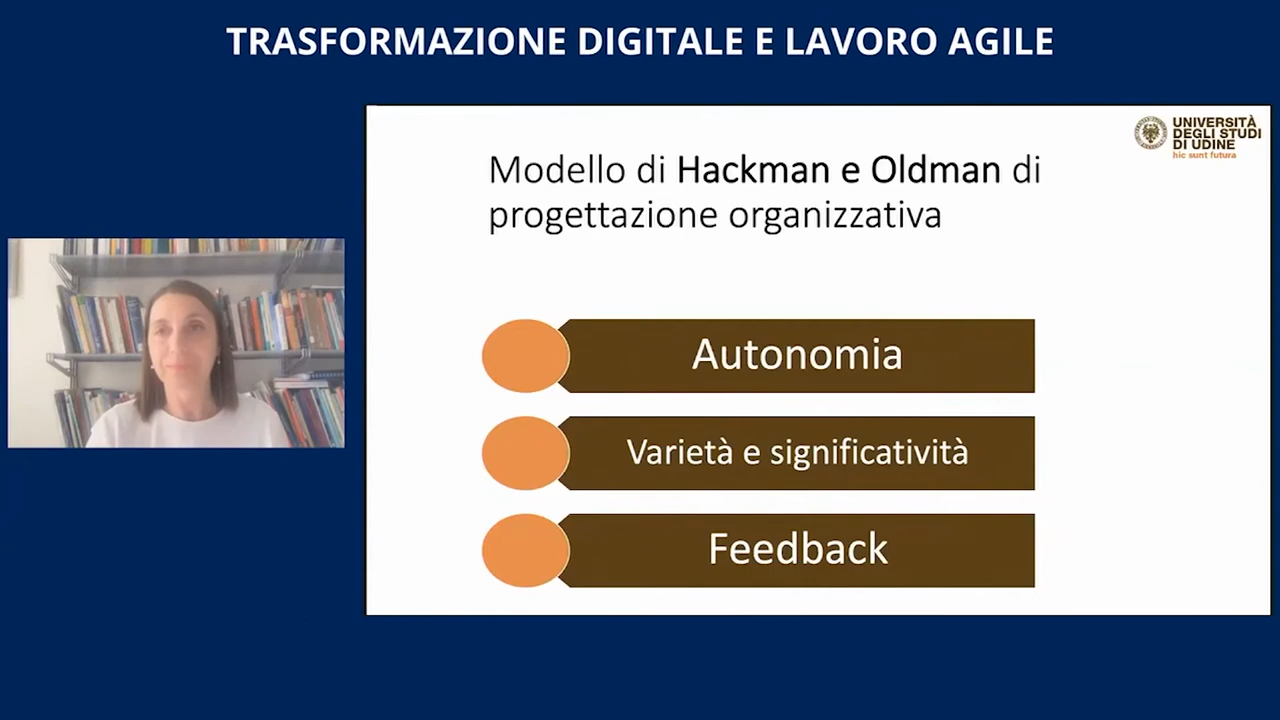 TRASFORMAZIONE DIGITALE E LAVORO AGILE
UNIVERSITÀ
DEGLI STUDI
DI UDINE
hic sunt futura
Modello di Hackman e Oldman di
progettazione organizzativa
Autonomia
Varietà e significatività
Feedback